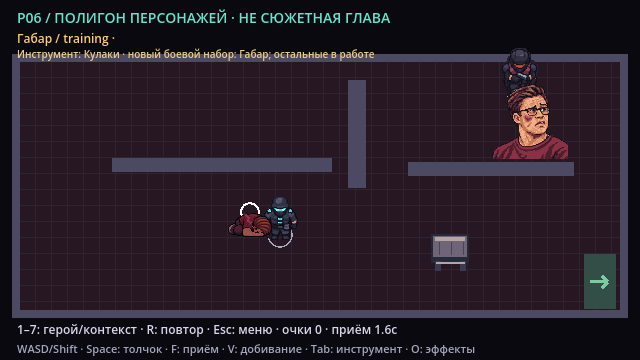 P06 / ПОЛИГОН ПЕРСОНАЖЕЙ · НЕ СЮЖЕТНАЯ ГЛАВА
Габар / training ·
Инструмент: Кулаки · новый боевой набор: Габар; остальные в работе
1–7: герой/контекст · R: повтор · Esc: меню · очки 0 · приём 1.6с
WASD/Shift · Space: толчок · F: приём · V: добивание · Tab: инструмент · O: эффекты